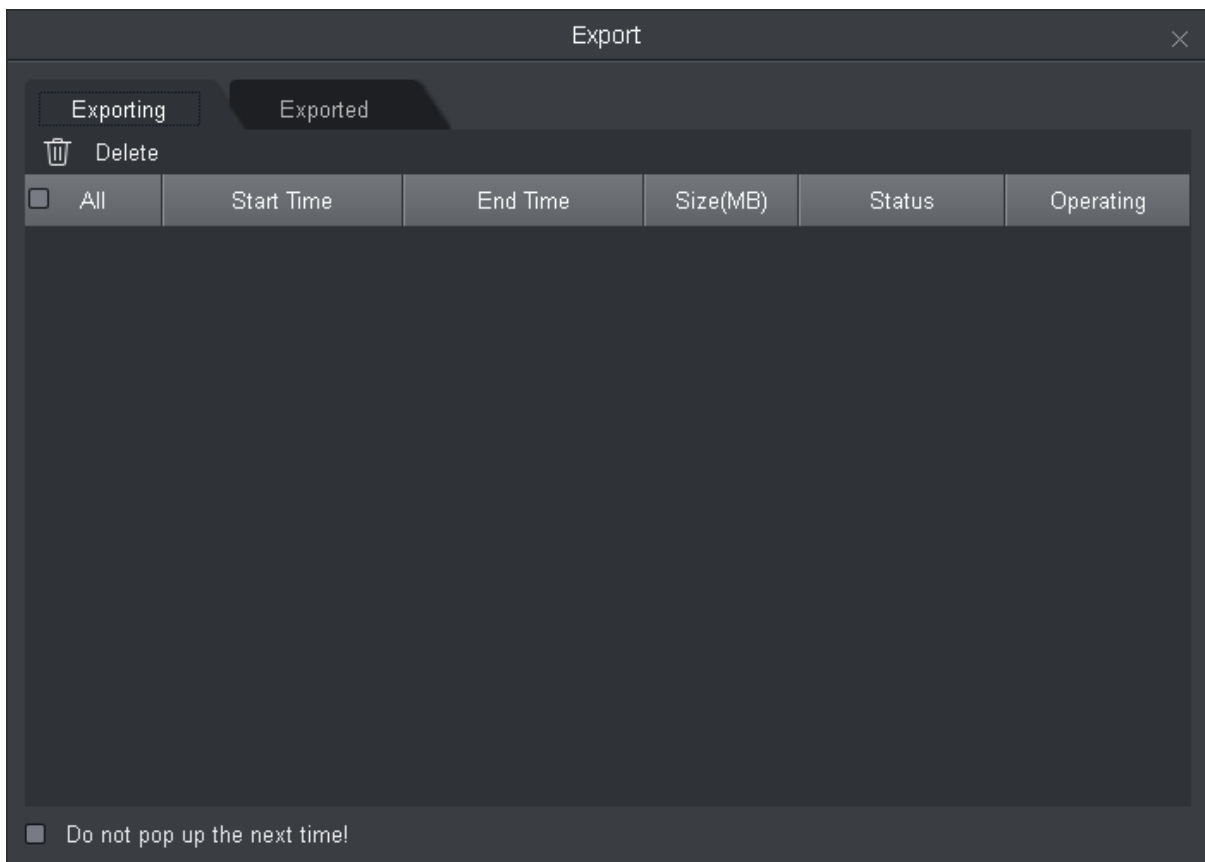 Export
Exporting Exported
Delete
All Start Time End Time Size(MB) Status Operating
Do not pop up the next time!